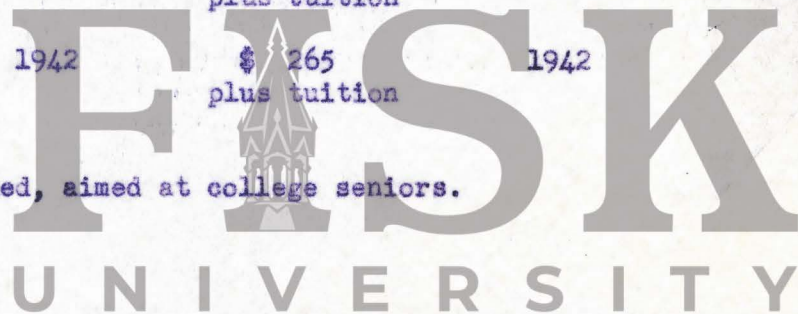 plus tuition
1942 $ 265 1942
plus tuition
ed, aimed at college seniors.
FISK
UNIVERSITY